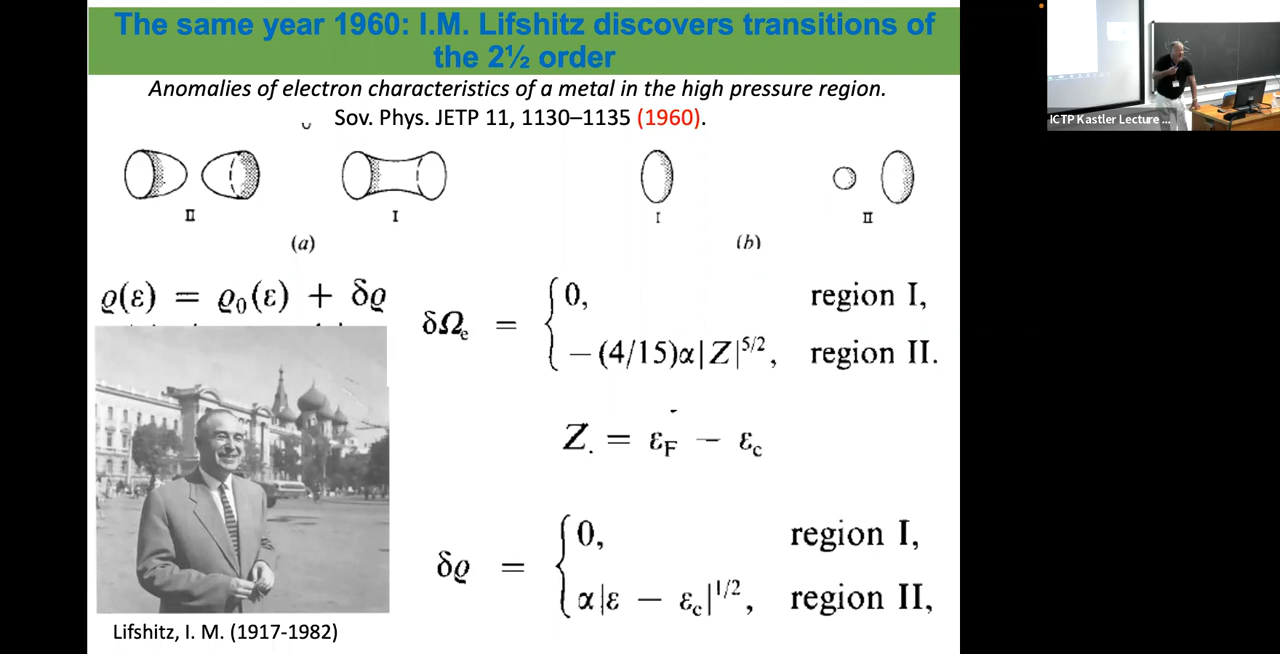 The same year 1960: I.M. Lifshitz discovers transitions of
the 2½ order
Anomalies of electron characteristics of a metal in the high pressure region.
Sov. Phys. JETP 11, 1130–1135 (1960).
II
I
(a)
I
II
(b)
ϱ(ε) = ϱ₀(ε) + δϱ
δΩₑ = { 0, region I,
−(4/15)α|Z|^{5/2}, region II.
Z. = ε_F − ε_c
δϱ = { 0, region I,
α|ε − ε_c|^{1/2}, region II,
Lifshitz, I. M. (1917-1982)
ICTP Kastler Lecture ...